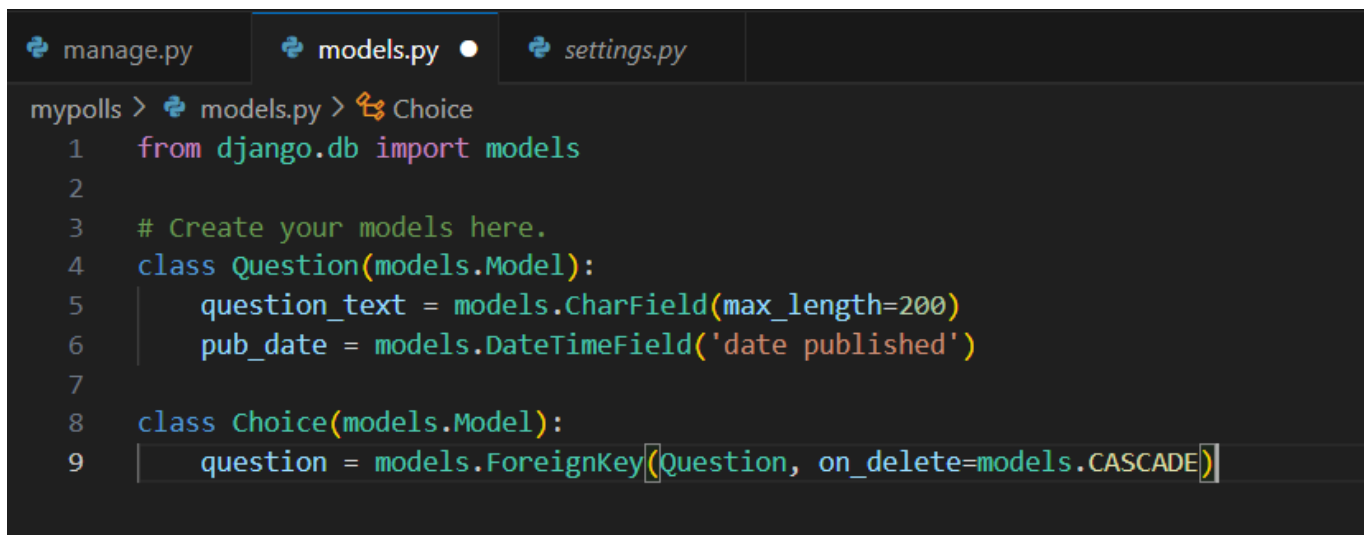 manage.py models.py ● settings.py
mypolls > models.py > Choice
1 from django.db import models
2
3 # Create your models here.
4 class Question(models.Model):
5     question_text = models.CharField(max_length=200)
6     pub_date = models.DateTimeField('date published')
7
8 class Choice(models.Model):
9     question = models.ForeignKey(Question, on_delete=models.CASCADE)